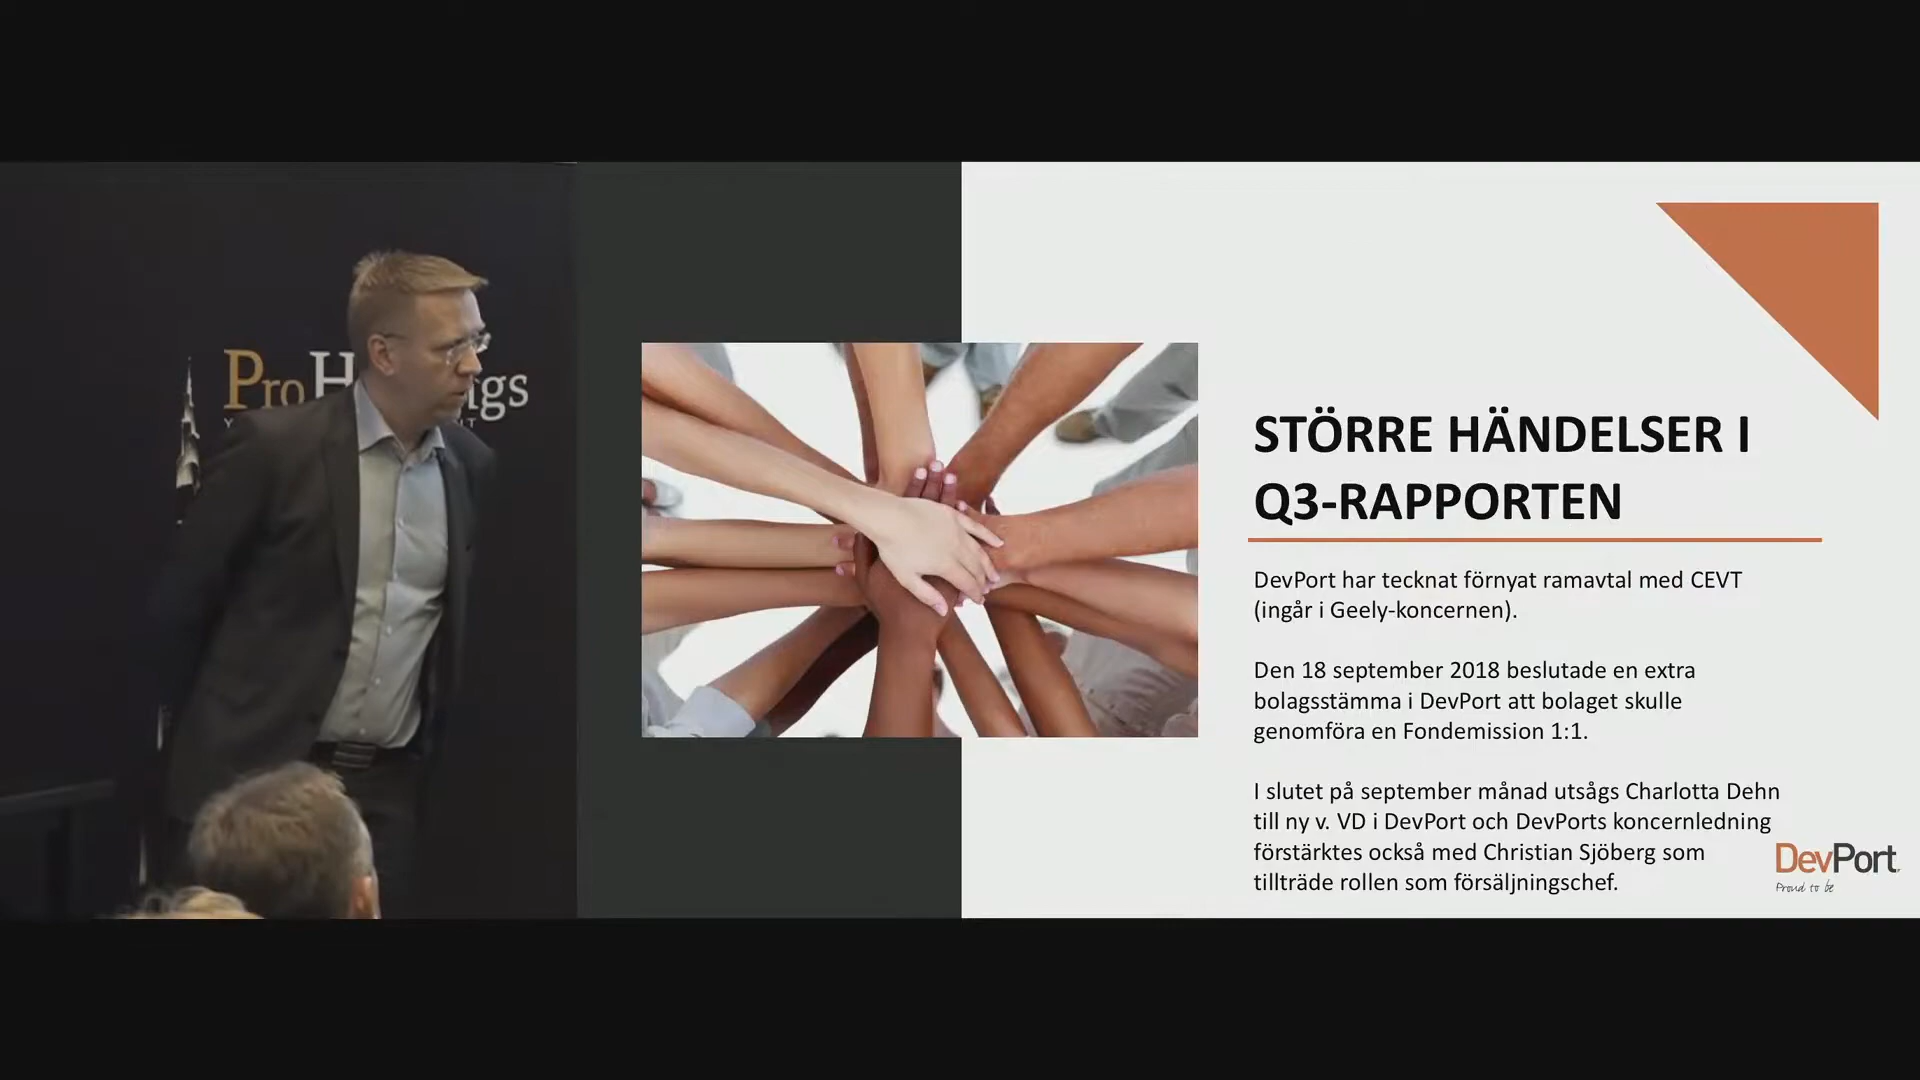 Pro H ngs
STÖRRE HÄNDELSER I
Q3-RAPPORTEN
DevPort har tecknat förnyat ramavtal med CEVT
(ingår i Geely-koncernen).
Den 18 september 2018 beslutade en extra
bolagsstämma i DevPort att bolaget skulle
genomföra en Fondemission 1:1.
I slutet på september månad utsågs Charlotta Dehn
till ny v. VD i DevPort och DevPorts koncernledning
förstärktes också med Christian Sjöberg som
tillträde rollen som försäljningschef.
DevPort
Proud to be